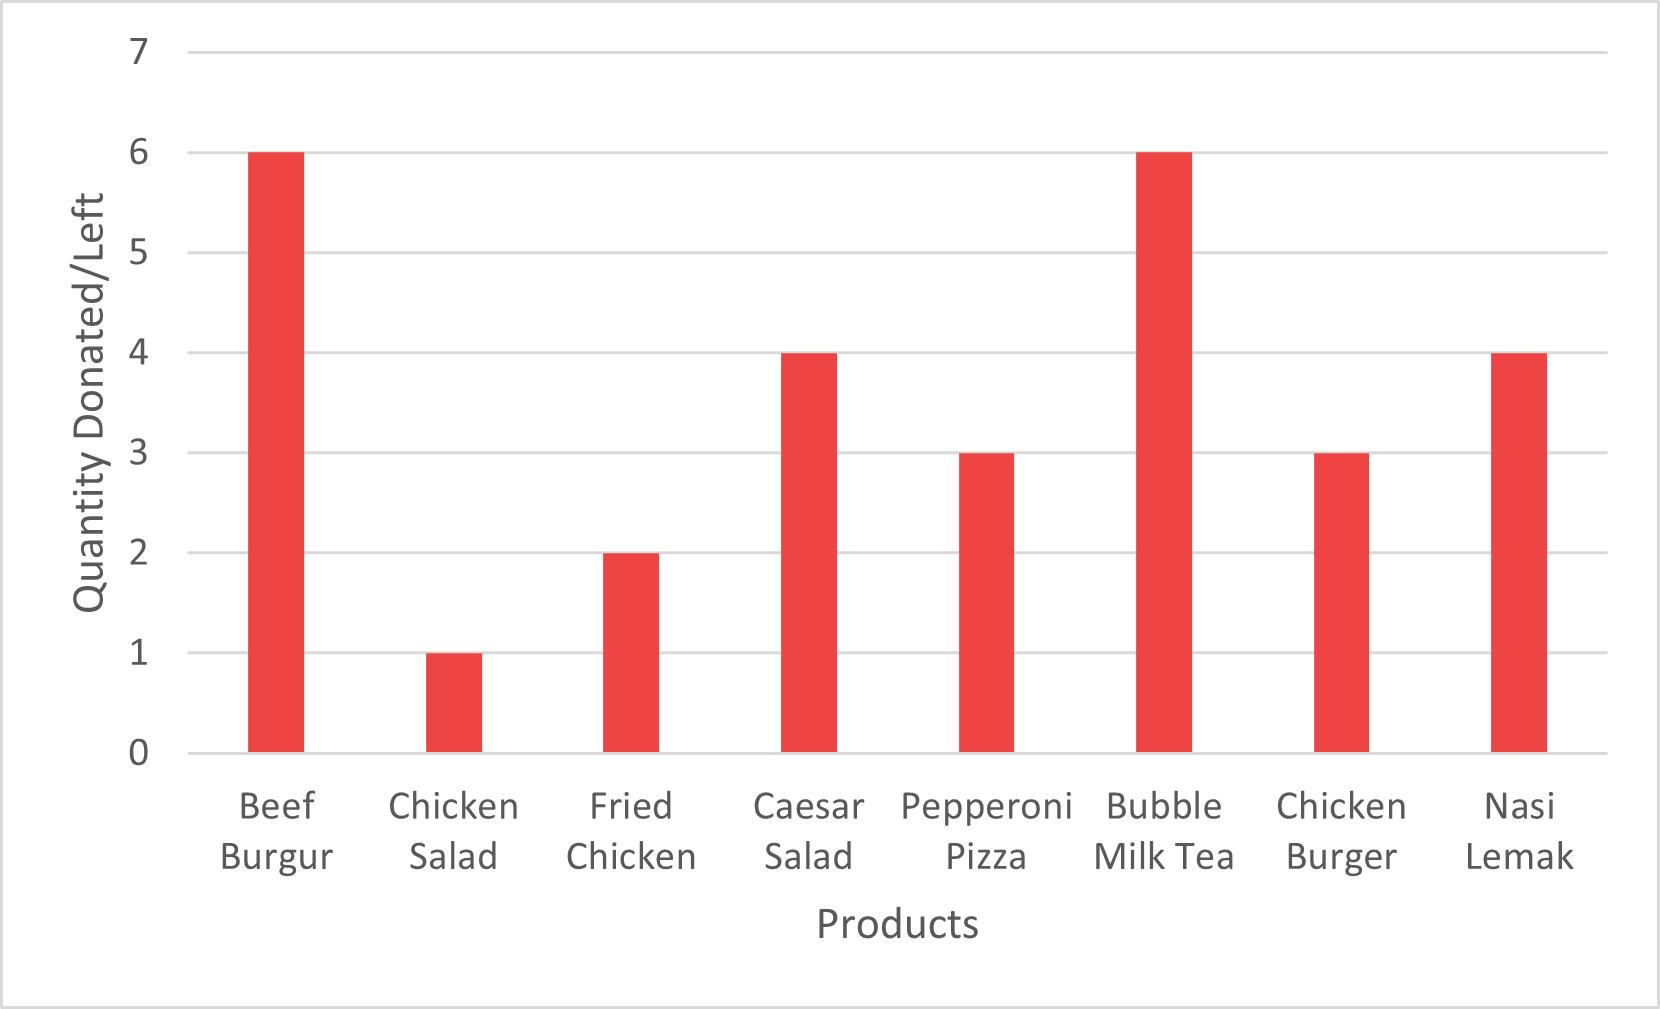 7
6
5
4
3
2
1
0
Quantity Donated/Left
Beef
Burgur
Chicken
Salad
Fried
Chicken
Caesar
Salad
Pepperoni
Pizza
Bubble
Milk Tea
Chicken
Burger
Nasi
Lemak
Products